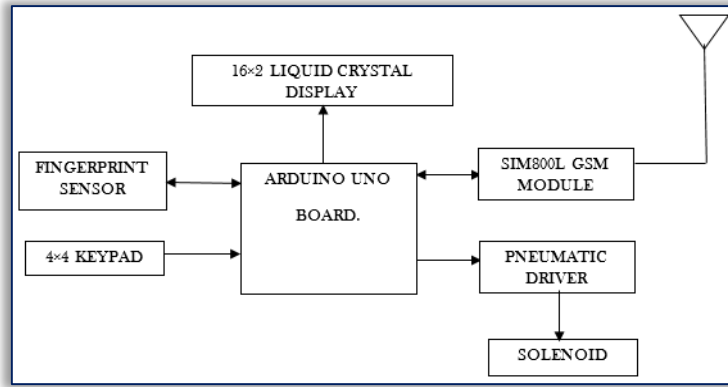 16×2 LIQUID CRYSTAL
DISPLAY
FINGERPRINT
SENSOR
ARDUINO UNO
BOARD.
SIM800L GSM
MODULE
4×4 KEYPAD
PNEUMATIC
DRIVER
SOLENOID